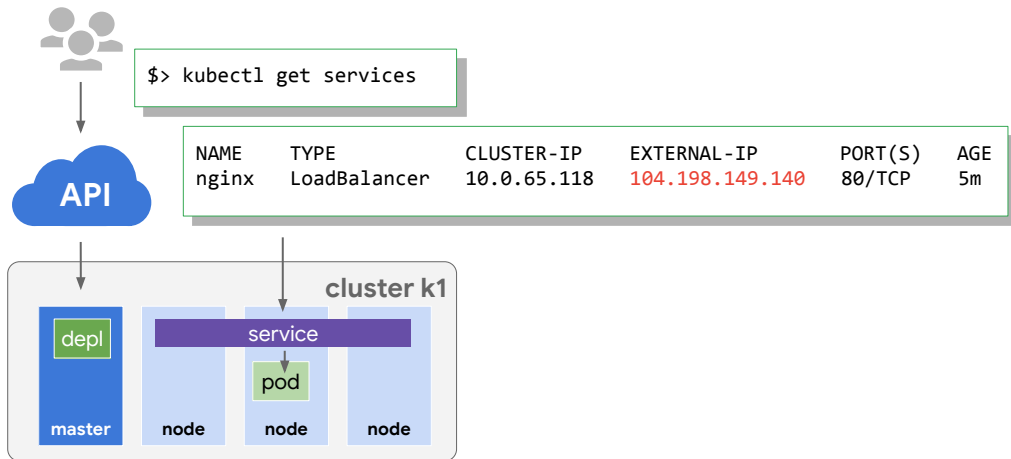 $> kubectl get services
NAME TYPE CLUSTER-IP EXTERNAL-IP PORT(S) AGE
nginx LoadBalancer 10.0.65.118 104.198.149.140 80/TCP 5m
API
cluster k1
depl
service
pod
master
node
node
node